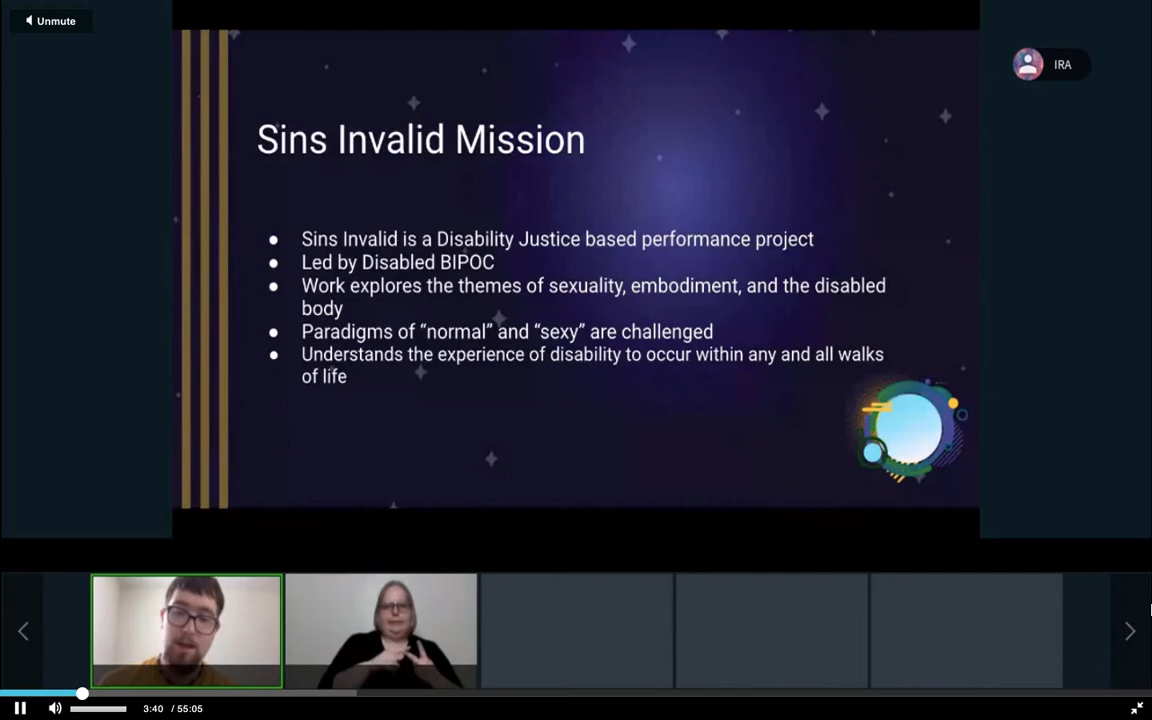 Unmute
IRA
Sins Invalid Mission
● Sins Invalid is a Disability Justice based performance project
● Led by Disabled BIPOC
● Work explores the themes of sexuality, embodiment, and the disabled
body
● Paradigms of “normal” and “sexy” are challenged
● Understands the experience of disability to occur within any and all walks
of life
3:40 / 55:05